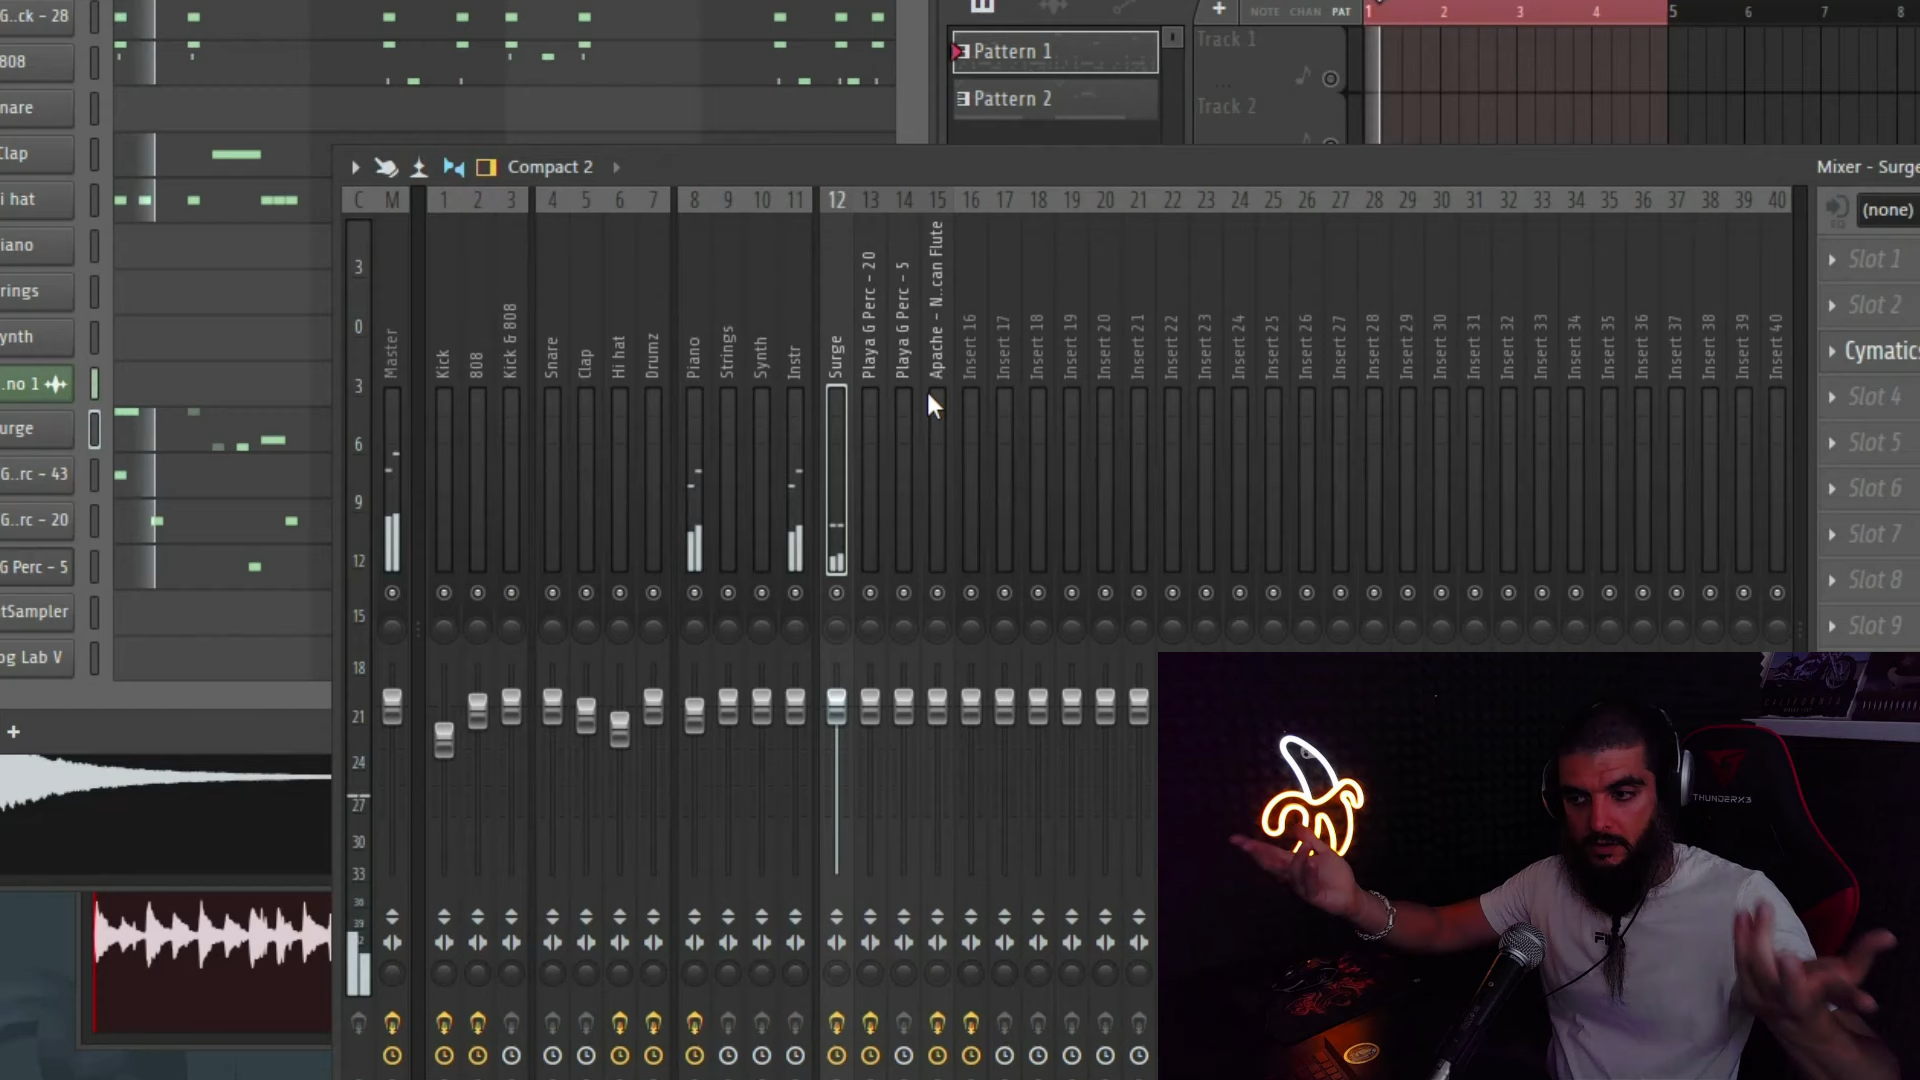 G..ck - 28
808
nare
Clap
i hat
iano
rings
ynth
..no 1
urge
G..rc - 43
G..rc - 20
G Perc - 5
tSampler
og Lab V
+
+
NOTE CHAN PAT
1 2 3 4 5 6 7 8
Pattern 1
Pattern 2
Track 1
...
Track 2
Compact 2
Mixer - Surge
C M 1 2 3 4 5 6 7 8 9 10 11 12 13 14 15 16 17 18 19 20 21 22 23 24 25 26 27 28 29 30 31 32 33 34 35 36 37 38 39 40
(none)
EQ
3
0
3
6
9
12
15
18
21
24
27
30
33
36
39
Master
Kick
808
Kick & 808
Snare
Clap
Hi hat
Drumz
Piano
Strings
Synth
Instr
Surge
Playa G Perc - 20
Playa G Perc - 5
Apache - N..can Flute
Insert 16
Insert 17
Insert 18
Insert 19
Insert 20
Insert 21
Insert 22
Insert 23
Insert 24
Insert 25
Insert 26
Insert 27
Insert 28
Insert 29
Insert 30
Insert 31
Insert 32
Insert 33
Insert 34
Insert 35
Insert 36
Insert 37
Insert 38
Insert 39
Insert 40
Slot 1
Slot 2
Cymatics
Slot 4
Slot 5
Slot 6
Slot 7
Slot 8
Slot 9
CALIFORNIA
THUNDERX3